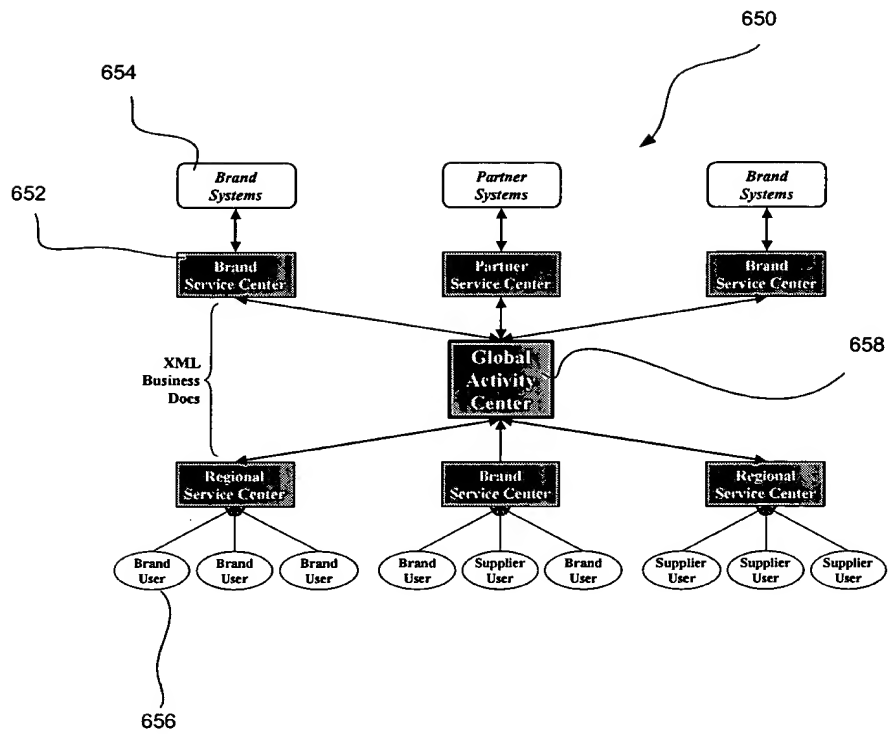 650
654
Brand
Systems
Partner
Systems
Brand
Systems
652
Brand
Service Center
Partner
Service Center
Brand
Service Center
XML
Business
Docs
Global
Activity
Center
658
Regional
Service Center
Brand
Service Center
Regional
Service Center
Brand
User
Brand
User
Brand
User
Brand
User
Supplier
User
Brand
User
Supplier
User
Supplier
User
Supplier
User
656